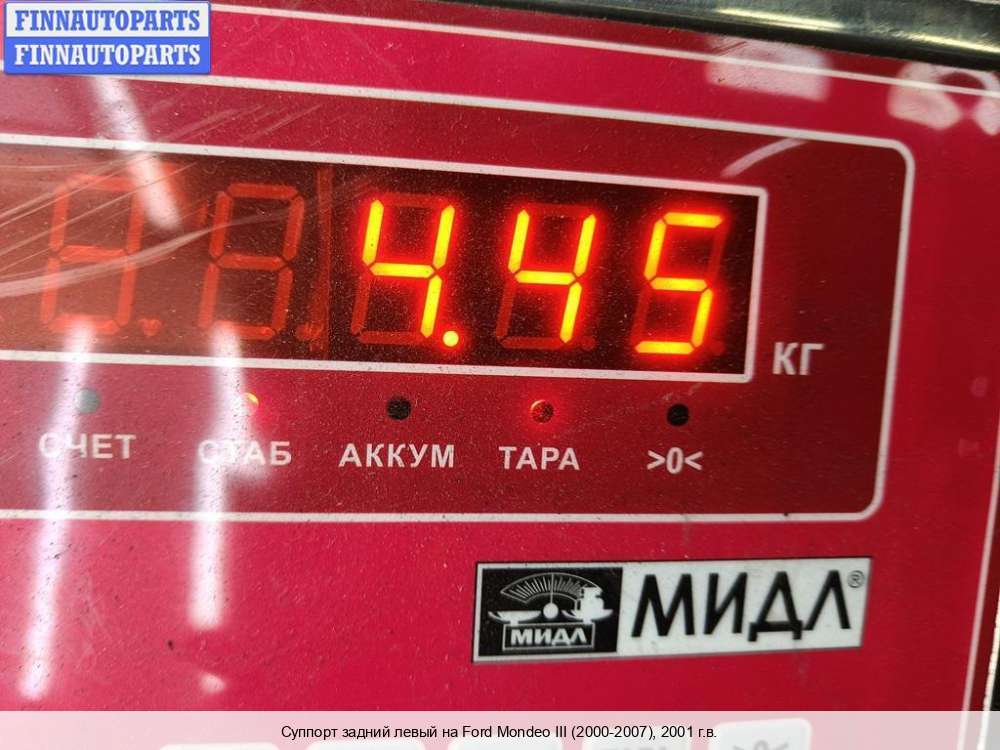 FINNAUTOPARTS
FINNAUTOPARTS
4.45
КГ
СЧЕТ СТАБ АККУМ ТАРА >0<
МИДЛ МИДЛ®
Суппорт задний левый на Ford Mondeo III (2000-2007), 2001 г.в.